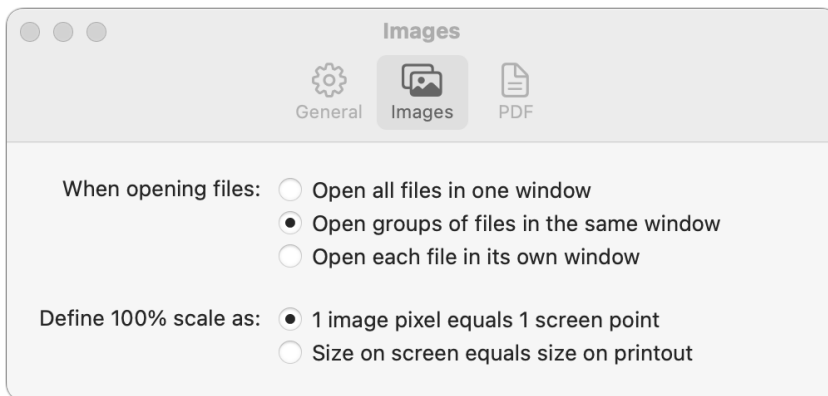 Images
General Images PDF
When opening files: Open all files in one window
Open groups of files in the same window
Open each file in its own window
Define 100% scale as: 1 image pixel equals 1 screen point
Size on screen equals size on printout